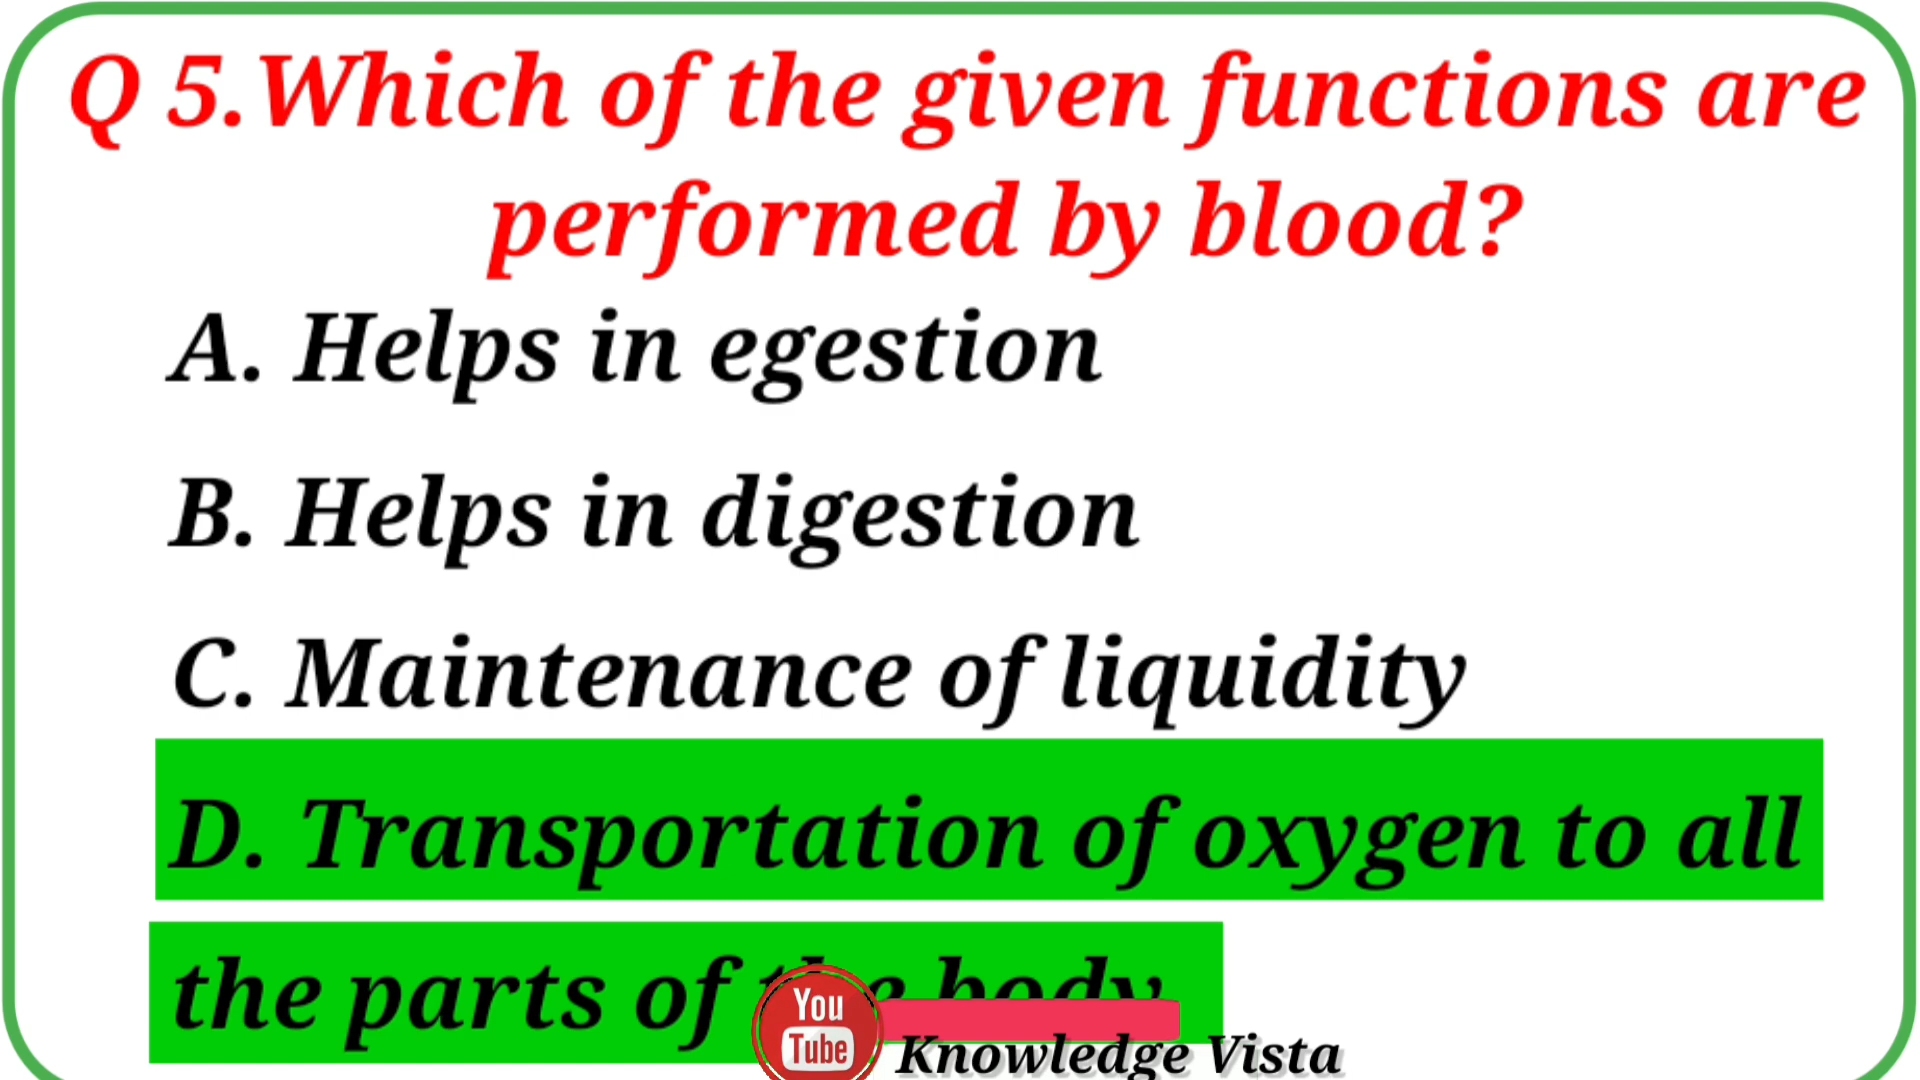 Q 5.Which of the given functions are
performed by blood?
A. Helps in egestion
B. Helps in digestion
C. Maintenance of liquidity
D. Transportation of oxygen to all
the parts of the body
You
Tube
Knowledge Vista